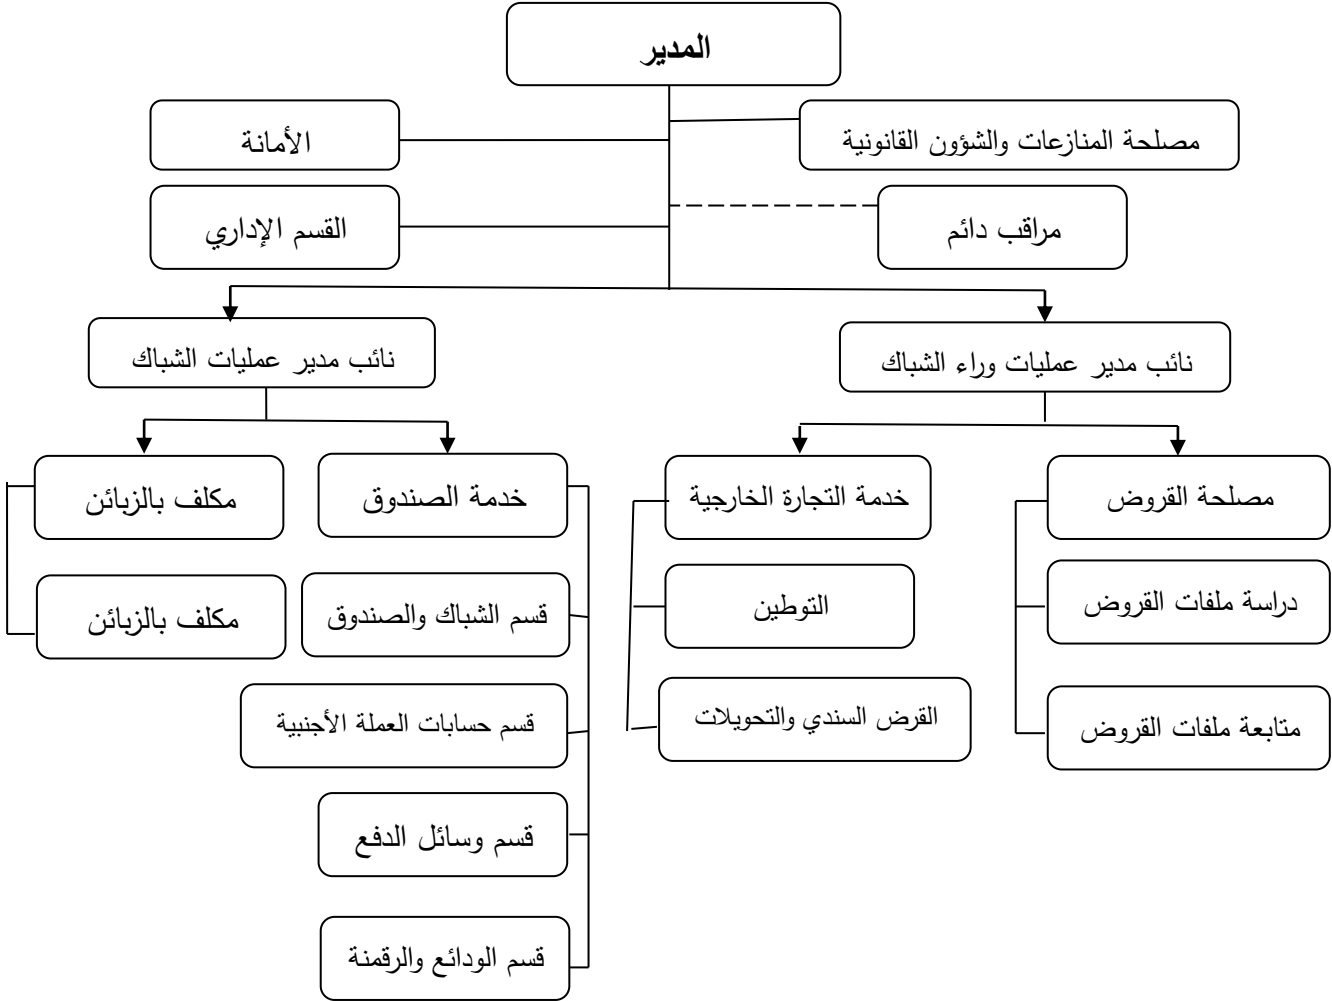 المدير
مصلحة المنازعات والشؤون القانونية
الأمانة
مراقب دائم
القسم الإداري
نائب مدير عمليات وراء الشباك
نائب مدير عمليات الشباك
مصلحة القروض
خدمة التجارة الخارجية
خدمة الصندوق
مكلف بالزبائن
دراسة ملفات القروض
التوطين
قسم الشباك والصندوق
مكلف بالزبائن
متابعة ملفات القروض
القرض السندي والتحويلات
قسم حسابات العملة الأجنبية
قسم وسائل الدفع
قسم الودائع والرقمنة